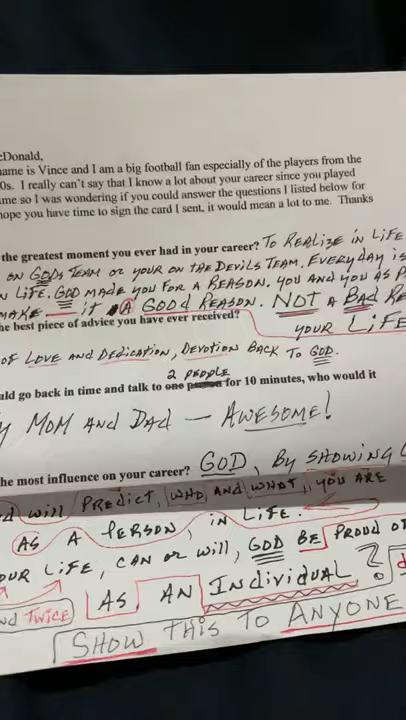 cDonald,
ame is Vince and I am a big football fan especially of the players from the
0s. I really can't say that I know a lot about your career since you played
me so I was wondering if you could answer the questions I listed below for
hope you have time to sign the card I sent, it would mean a lot to me. Thanks
the greatest moment you ever had in your career? TO REALIZE IN LIFE
ON GODS TEAM OR YOUR ON THE DEVILS TEAM. EVERYDAY IS
N LIFE. GOD MADE YOU FOR A REASON. YOU AND YOU AS P
MAKE it A GOOD REASON. NOT A BAD RE
he best piece of advice you have ever received? YOUR LIFE
OF LOVE AND DEDICATION, DEVOTION BACK TO GOD.
2 PEOPLE
uld go back in time and talk to one person for 10 minutes, who would it
Y MOM AND DAD — AWESOME!
he most influence on your career? GOD, BY SHOWING
d will PREDICT, WHO, AND WHAT, YOU ARE
AS A PERSON, IN LIFE.
OUR LIFE, CAN OR will, GOD BE PROUD OF
AS AN INDIVIDUAL ?
ND TWICE
SHOW THIS TO ANYONE